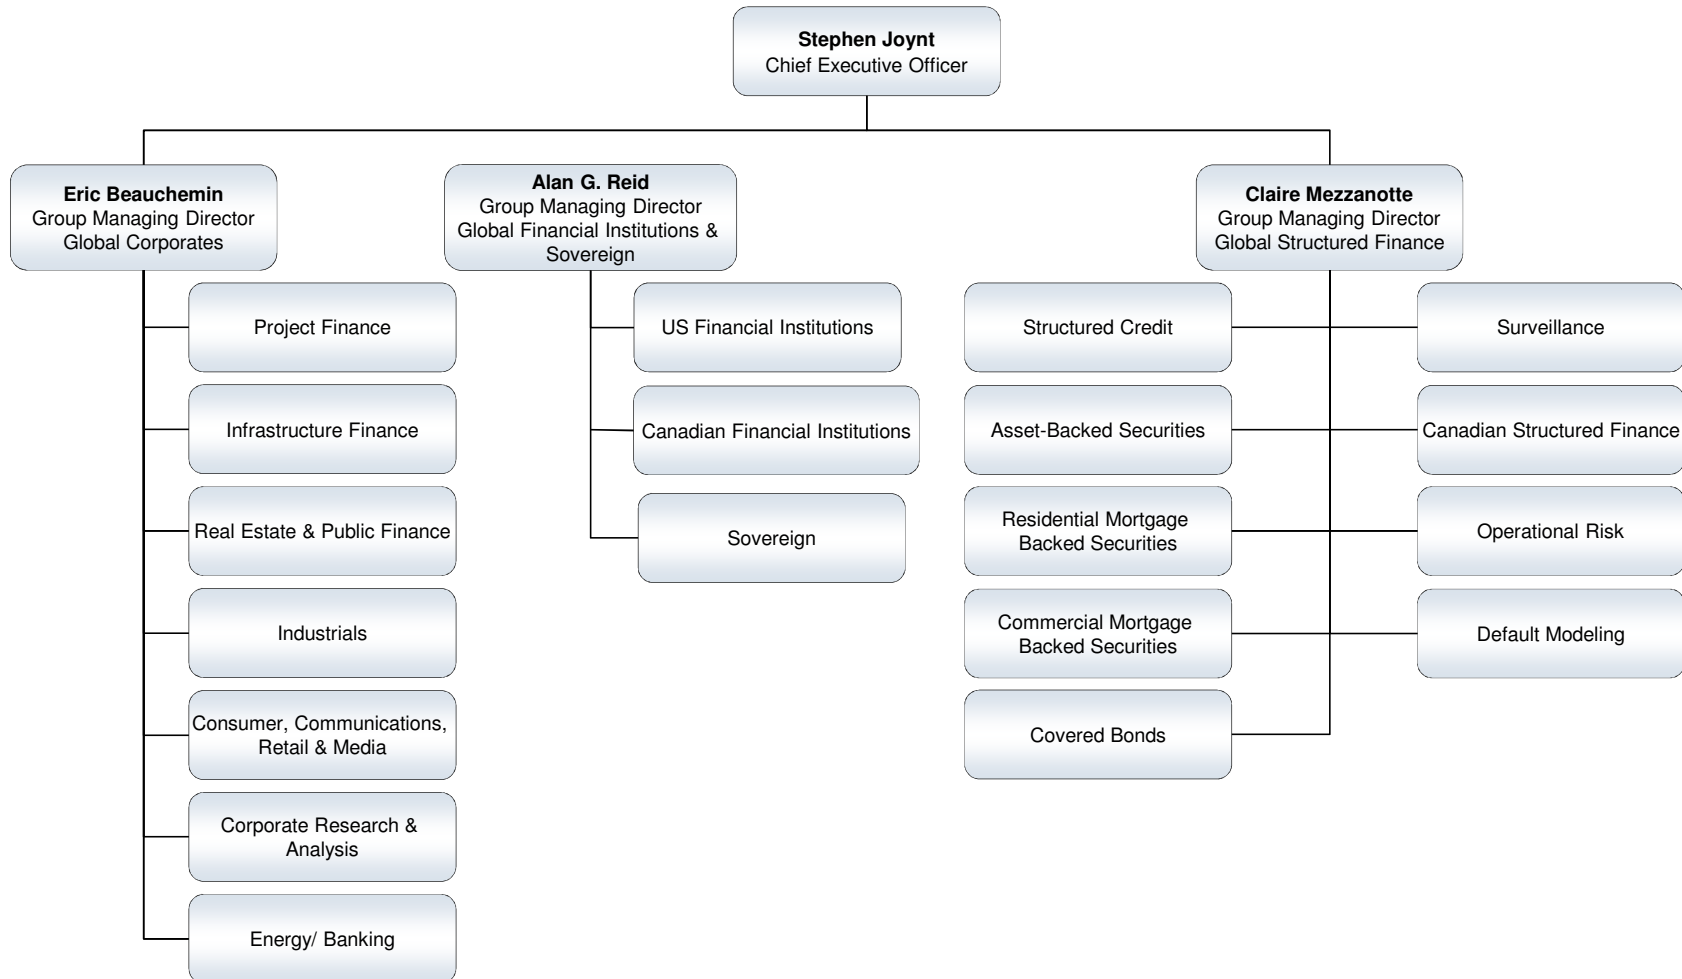 Stephen Joynt
Chief Executive Officer
Eric Beauchemin
Group Managing Director
Global Corporates
Alan G. Reid
Group Managing Director
Global Financial Institutions &
Sovereign
Claire Mezzanotte
Group Managing Director
Global Structured Finance
Project Finance
Infrastructure Finance
Real Estate & Public Finance
Industrials
Consumer, Communications,
Retail & Media
Corporate Research &
Analysis
Energy/ Banking
US Financial Institutions
Canadian Financial Institutions
Sovereign
Structured Credit
Asset-Backed Securities
Residential Mortgage
Backed Securities
Commercial Mortgage
Backed Securities
Covered Bonds
Surveillance
Canadian Structured Finance
Operational Risk
Default Modeling